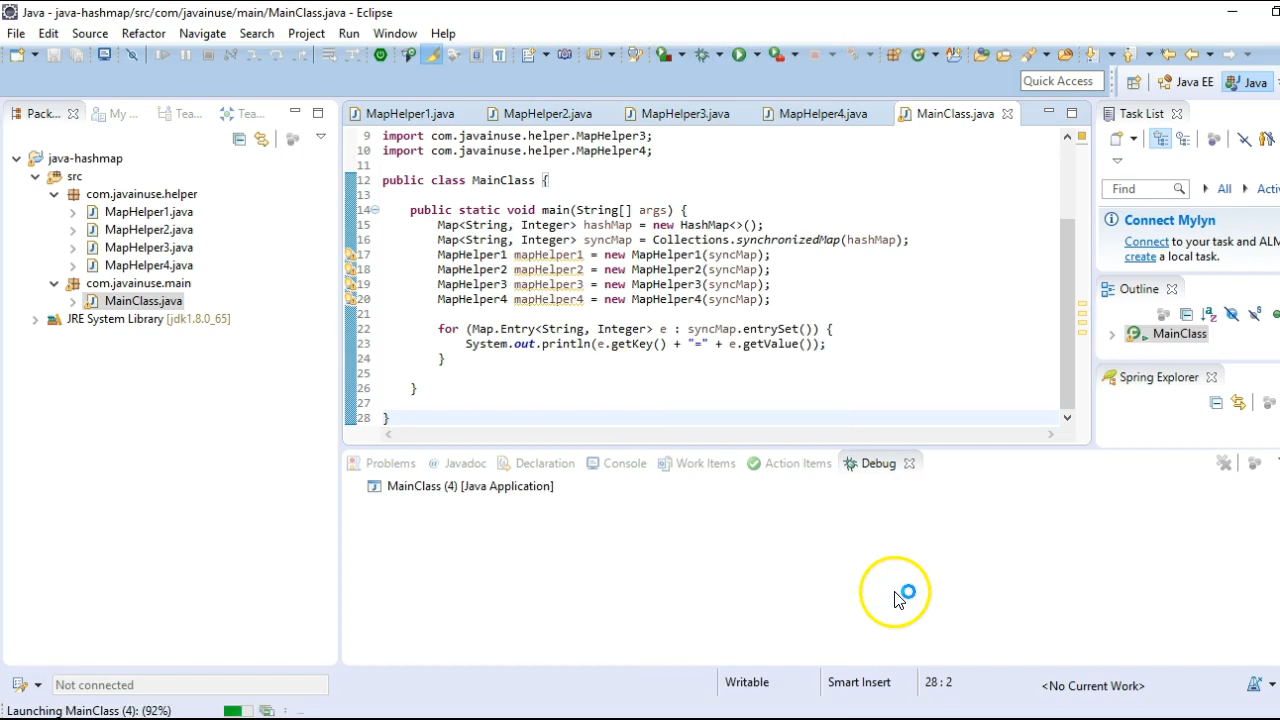 Java - java-hashmap/src/com/javainuse/main/MainClass.java - Eclipse
File Edit Source Refactor Navigate Search Project Run Window Help
Quick Access
Java EE
Java
Pack...
My ...
Tea...
Tea...
java-hashmap
src
com.javainuse.helper
MapHelper1.java
MapHelper2.java
MapHelper3.java
MapHelper4.java
com.javainuse.main
MainClass.java
JRE System Library [jdk1.8.0_65]
MapHelper1.java MapHelper2.java MapHelper3.java MapHelper4.java MainClass.java
9 import com.javainuse.helper.MapHelper3;
10 import com.javainuse.helper.MapHelper4;
11
12 public class MainClass {
13
14 public static void main(String[] args) {
15 Map<String, Integer> hashMap = new HashMap<>();
16 Map<String, Integer> syncMap = Collections.synchronizedMap(hashMap);
17 MapHelper1 mapHelper1 = new MapHelper1(syncMap);
18 MapHelper2 mapHelper2 = new MapHelper2(syncMap);
19 MapHelper3 mapHelper3 = new MapHelper3(syncMap);
20 MapHelper4 mapHelper4 = new MapHelper4(syncMap);
21
22 for (Map.Entry<String, Integer> e : syncMap.entrySet()) {
23 System.out.println(e.getKey() + "=" + e.getValue());
24 }
25
26 }
27
28 }
Task List
Find
All
Activ
Connect Mylyn
Connect to your task and ALM
create a local task.
Outline
MainClass
Spring Explorer
Problems Javadoc Declaration Console Work Items Action Items Debug
MainClass (4) [Java Application]
Not connected
Writable
Smart Insert
28 : 2
<No Current Work>
Launching MainClass (4): (92%)